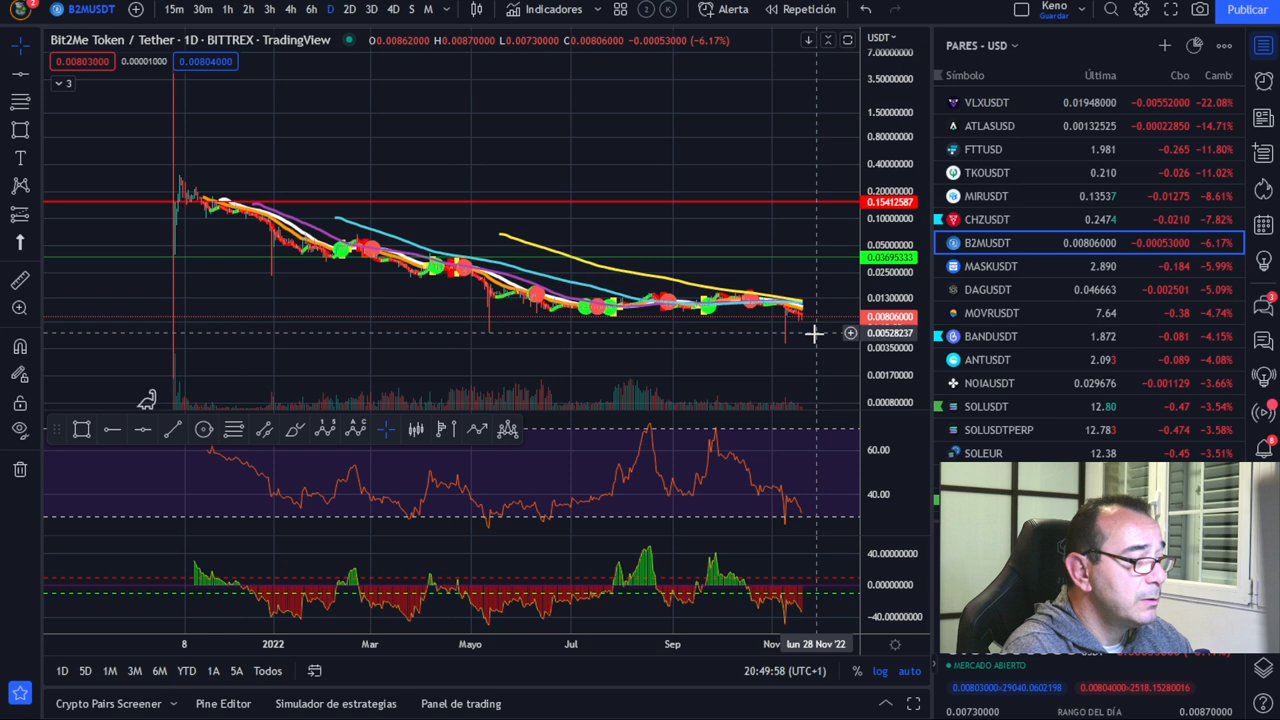 2
B2MUSDT
15m 30m 1h 2h 3h 4h 6h D 2D 3D 4D S M
Indicadores
2 K
Alerta
Repetición
Keno
Guardar
Publicar
Bit2Me Token / Tether · 1D · BITTREX · TradingView
O0.00862000 H0.00870000 L0.00730000 C0.00806000 −0.00053000 (−6.17%)
0.00803000 0.00001000 0.00804000
3
USDT
7.00000000
3.50000000
1.50000000
0.80000000
0.40000000
0.20000000
0.15412587
0.10000000
0.05000000
0.03695333
0.02500000
0.01300000
0.00806000
0.00528237
0.00350000
0.00170000
0.00080000
60.00
40.00
40.00000000
0.00000000
−40.00000000
8 2022 Mar Mayo Jul Sep Nov lun 28 Nov '22
1D 5D 1M 3M 6M YTD 1A 5A Todos
20:49:58 (UTC+1)
% log auto
Crypto Pairs Screener
Pine Editor
Simulador de estrategias
Panel de trading
PARES - USD
Símbolo Última Cbo Camb
VLXUSDT 0.01948000 −0.00552000 −22.08%
ATLASUSD 0.00132525 −0.00022850 −14.71%
FTTUSD 1.981 −0.265 −11.80%
TKOUSDT 0.210 −0.026 −11.02%
MIRUSDT 0.13537 −0.01275 −8.61%
CHZUSDT 0.2474 −0.0210 −7.82%
B2MUSDT 0.00806000 −0.00053000 −6.17%
MASKUSDT 2.890 −0.184 −5.99%
DAGUSDT 0.046663 −0.002501 −5.09%
MOVRUSDT 7.64 −0.38 −4.74%
BANDUSDT 1.872 −0.081 −4.15%
ANTUSDT 2.093 −0.089 −4.08%
NOIAUSDT 0.029676 −0.001129 −3.66%
SOLUSDT 12.80 −0.47 −3.54%
SOLUSDTPERP 12.783 −0.474 −3.58%
SOLEUR 12.38 −0.45 −3.51%
MERCADO ABIERTO
0.00803000×29040.0602198 0.00804000×2518.15280016
0.00730000 RANGO DEL DÍA 0.00870000
3
6